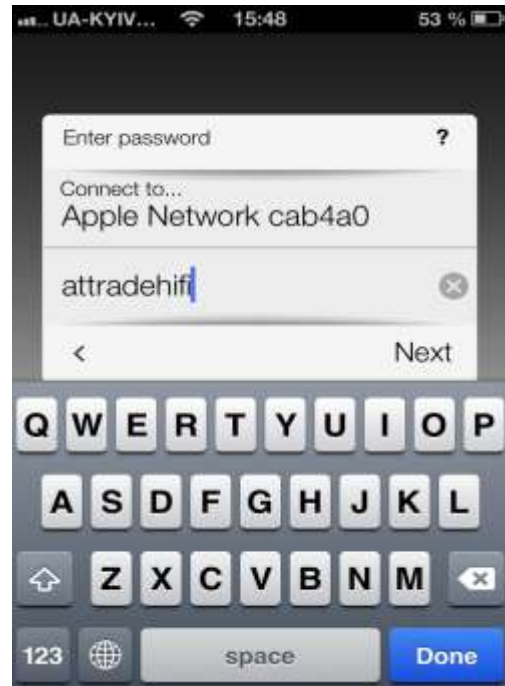 UA-KYIV... 15:48 53 %
Enter password ?
Connect to...
Apple Network cab4a0
attradehifi
< Next
Q W E R T Y U I O P
A S D F G H J K L
Z X C V B N M
123 space Done